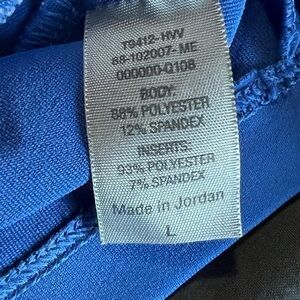 T9412- HVV
88-102007- ME
000000-Q108
BODY:
88% POLYESTER
12% SPANDEX
INSERTS:
93% POLYESTER
7% SPANDEX
Made in Jordan
L